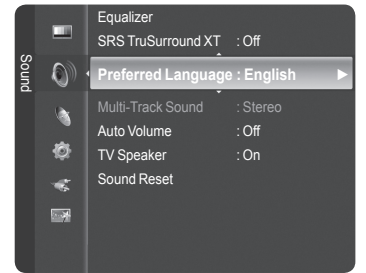 Sound
Equalizer
SRS TruSurround XT : Off
Preferred Language : English
Multi-Track Sound : Stereo
Auto Volume : Off
TV Speaker : On
Sound Reset